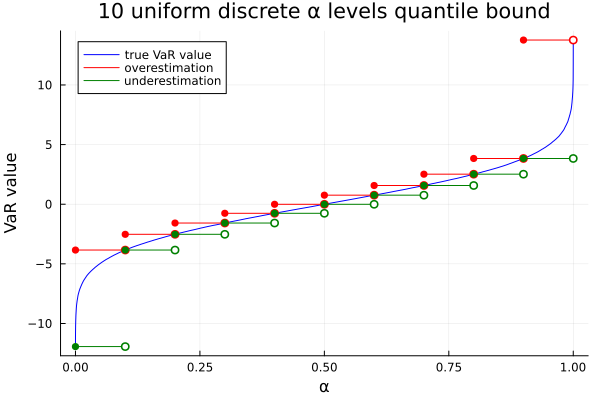 10 uniform discrete α levels quantile bound
true VaR value
overestimation
underestimation
VaR value
10
5
0
−5
−10
0.00
0.25
0.50
0.75
1.00
α